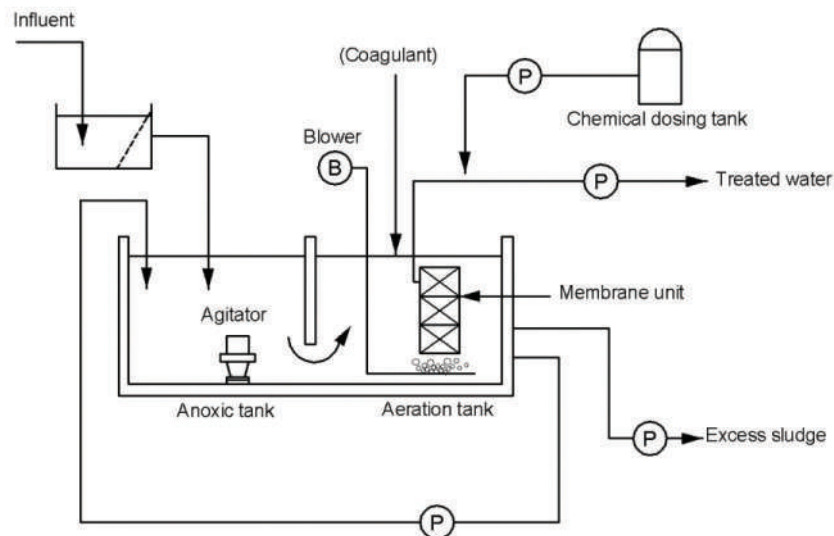 Influent
(Coagulant)
P
Chemical dosing tank
Blower
B
P
Treated water
Agitator
Membrane unit
Anoxic tank
Aeration tank
P
Excess sludge
P